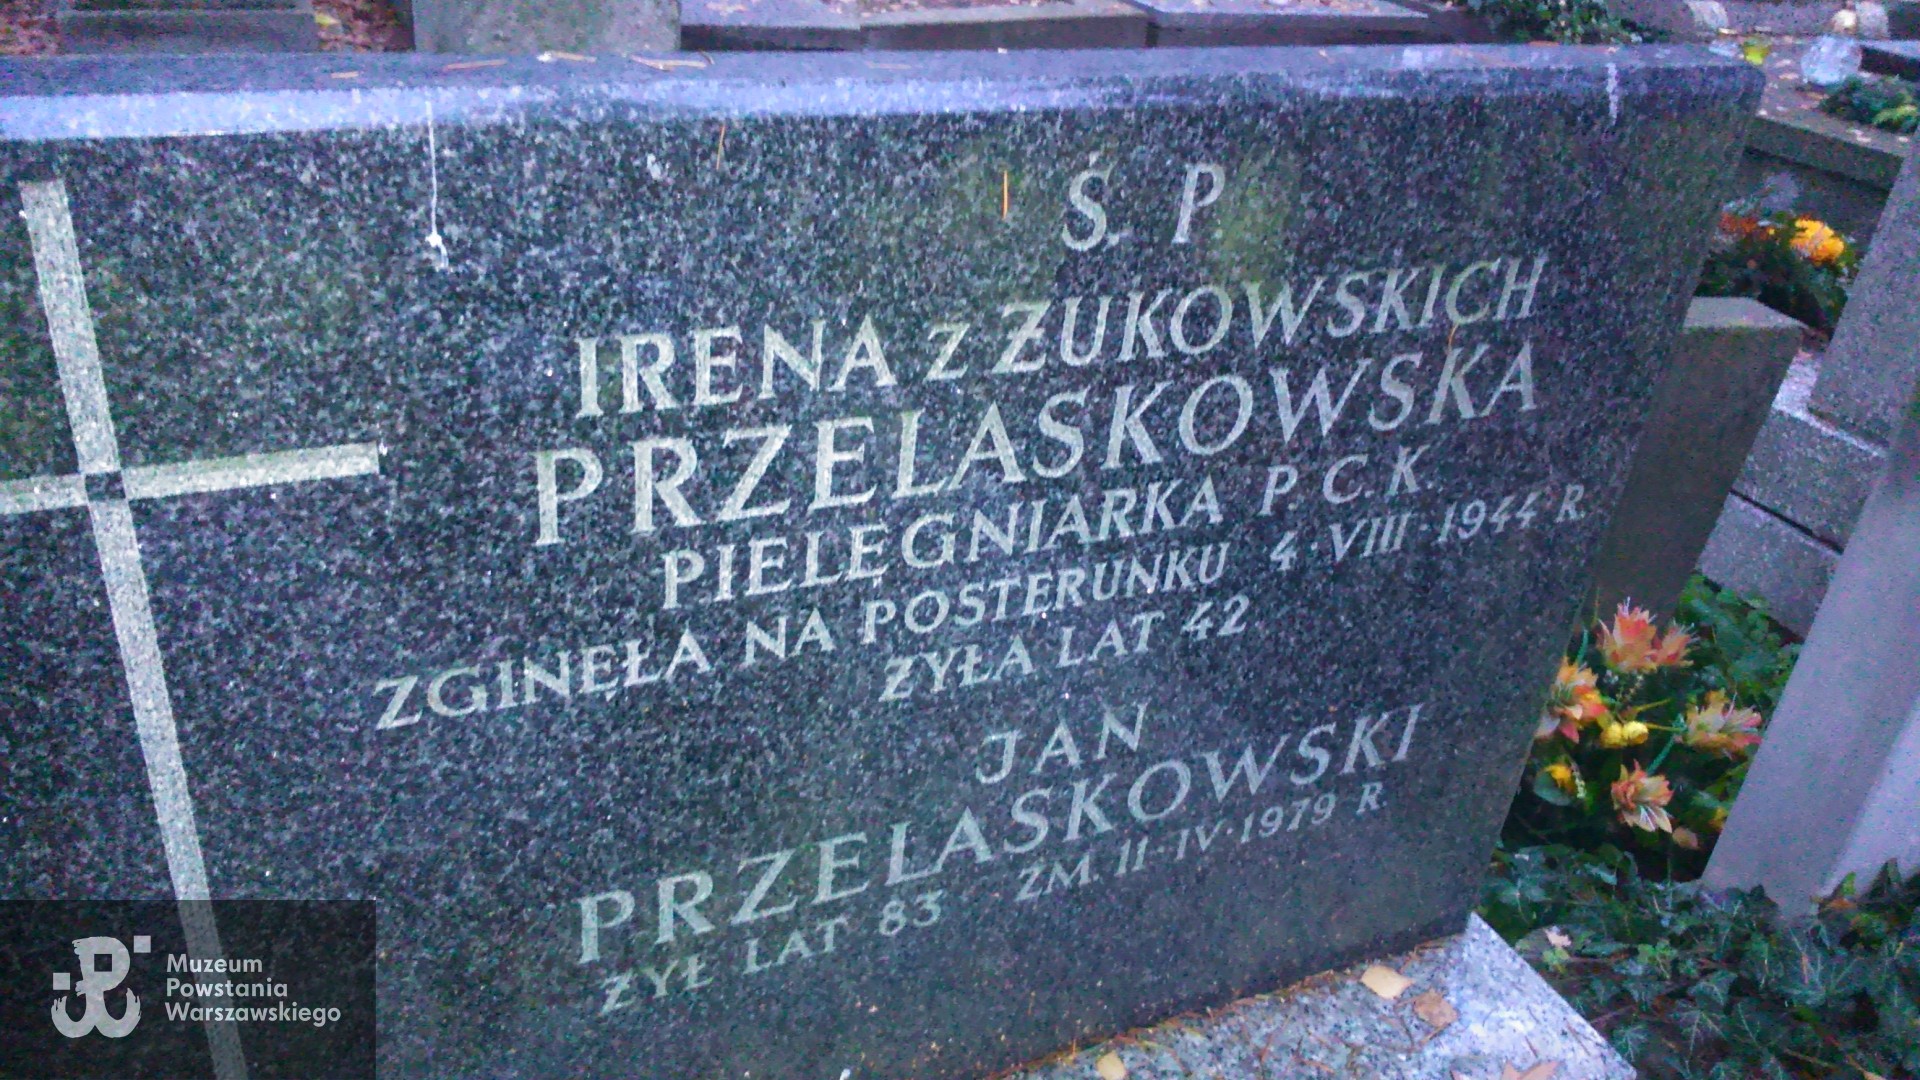 Ś. P
IRENA Z ŻUKOWSKICH
PRZELASKOWSKA
PIELĘGNIARKA P. C. K.
ZGINĘŁA NA POSTERUNKU 4·VIII·1944 R.
ŻYŁA LAT 42
JAN
PRZELASKOWSKI
ŻYŁ LAT 83 ZM. 11·IV·1979 R.
Muzeum
Powstania
Warszawskiego